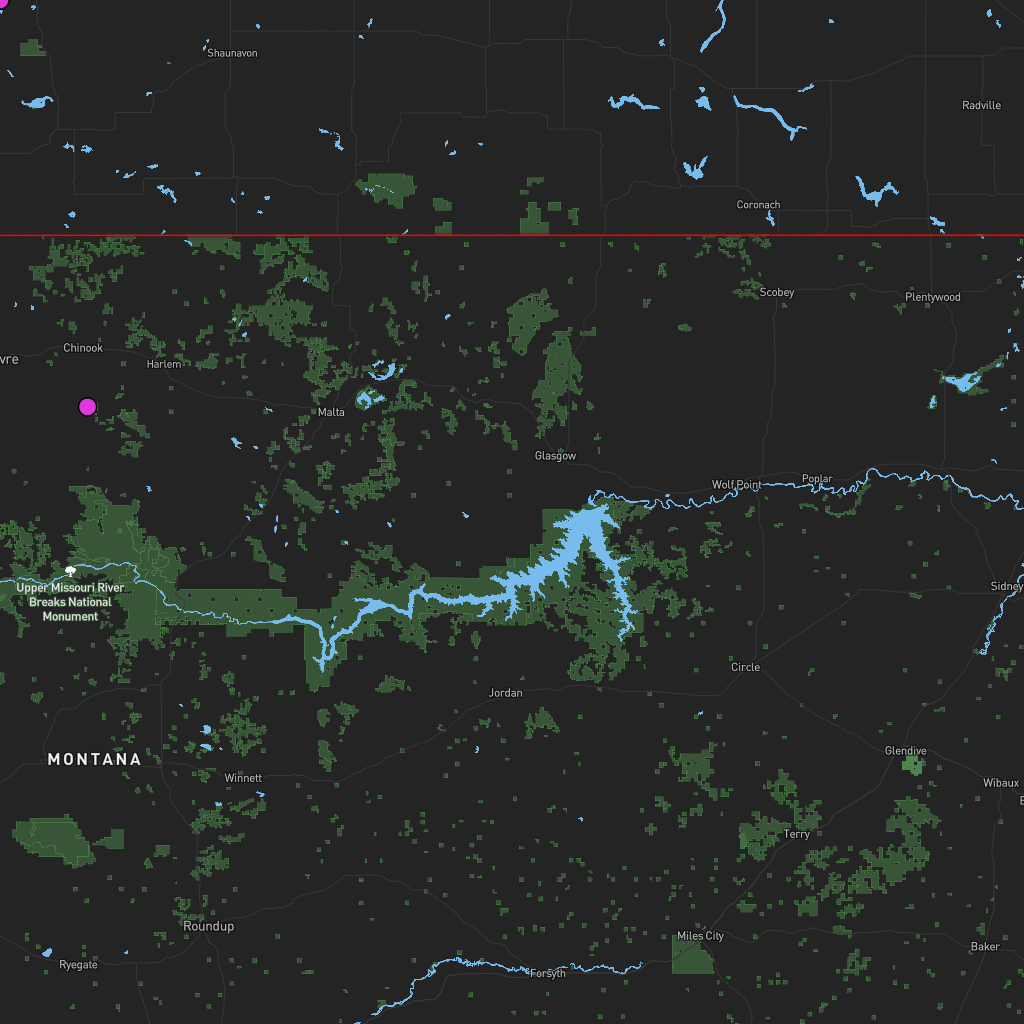 Shaunavon
Radville
Coronach
Scobey
Plentywood
vre
Chinook
Harlem
Malta
Glasgow
Wolf Point
Poplar
Upper Missouri River
Breaks National
Monument
Sidney
Circle
Jordan
MONTANA
Glendive
Winnett
Wibaux
Terry
Roundup
Miles City
Baker
Ryegate
Forsyth